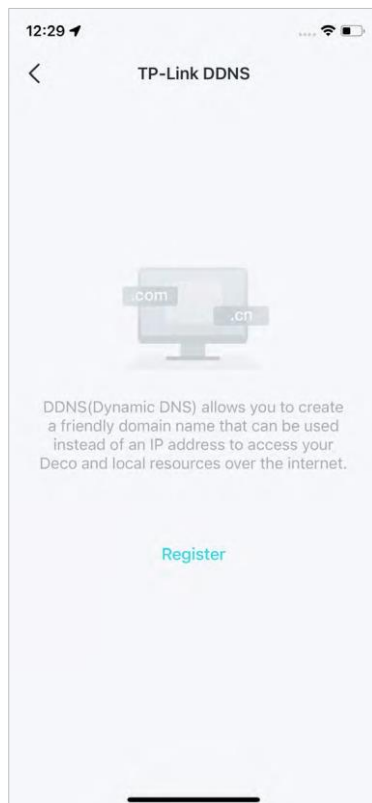 12:29
TP-Link DDNS
.com
.cn
DDNS(Dynamic DNS) allows you to create
a friendly domain name that can be used
instead of an IP address to access your
Deco and local resources over the internet.
Register